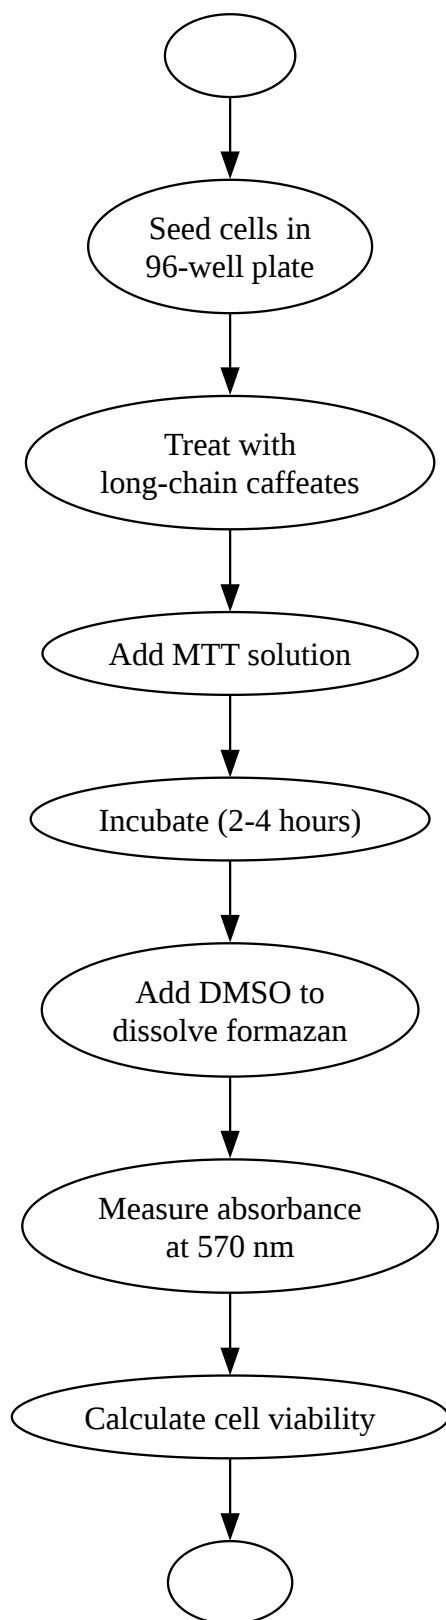 Seed cells in
96-well plate
Treat with
long-chain caffeates
Add MTT solution
Incubate (2-4 hours)
Add DMSO to
dissolve formazan
Measure absorbance
at 570 nm
Calculate cell viability